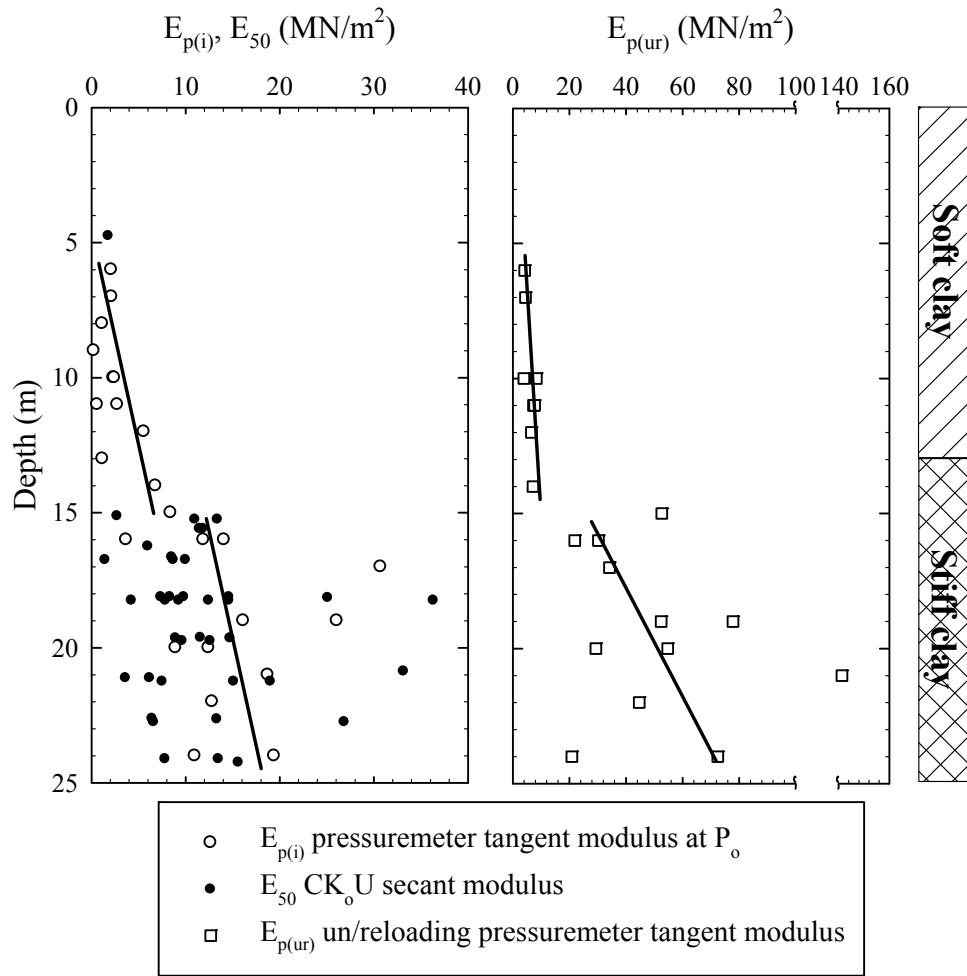 E_p(i), E_50 (MN/m^2)
E_p(ur) (MN/m^2)
0 10 20 30 40
0 20 40 60 80 100 140 160
0
5
10
15
20
25
Depth (m)
Soft clay
Stiff clay
E_p(i) pressuremeter tangent modulus at P_o
E_50 CK_oU secant modulus
E_p(ur) un/reloading pressuremeter tangent modulus